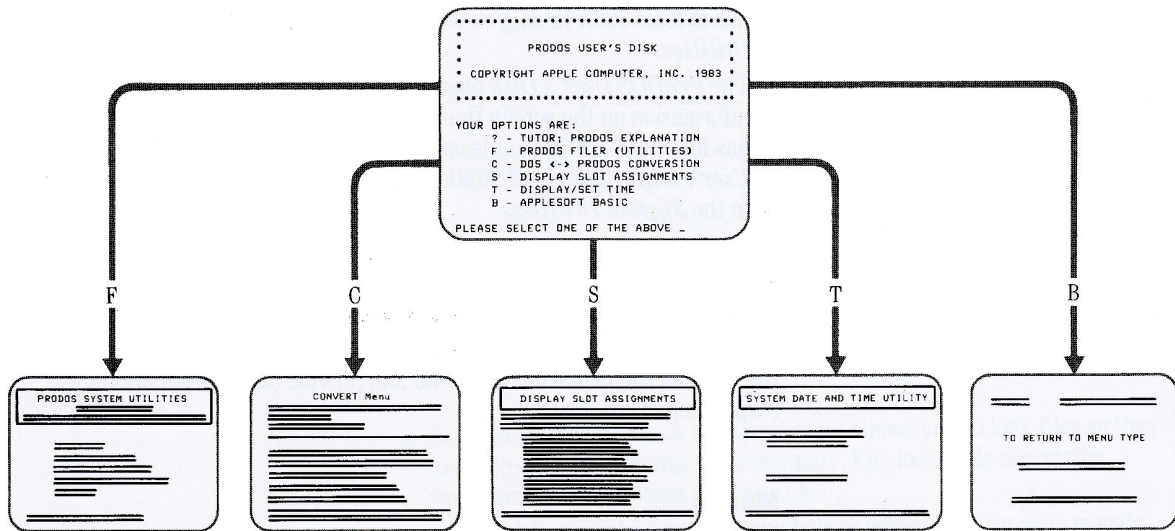 PRODOS USER'S DISK
COPYRIGHT APPLE COMPUTER, INC. 1983
YOUR OPTIONS ARE:
? - TUTOR; PRODOS EXPLANATION
F - PRODOS FILER (UTILITIES)
C - DOS <-> PRODOS CONVERSION
S - DISPLAY SLOT ASSIGNMENTS
T - DISPLAY/SET TIME
B - APPLESOFT BASIC
PLEASE SELECT ONE OF THE ABOVE _
F
C
S
T
B
PRODOS SYSTEM UTILITIES
CONVERT Menu
DISPLAY SLOT ASSIGNMENTS
SYSTEM DATE AND TIME UTILITY
TO RETURN TO MENU TYPE